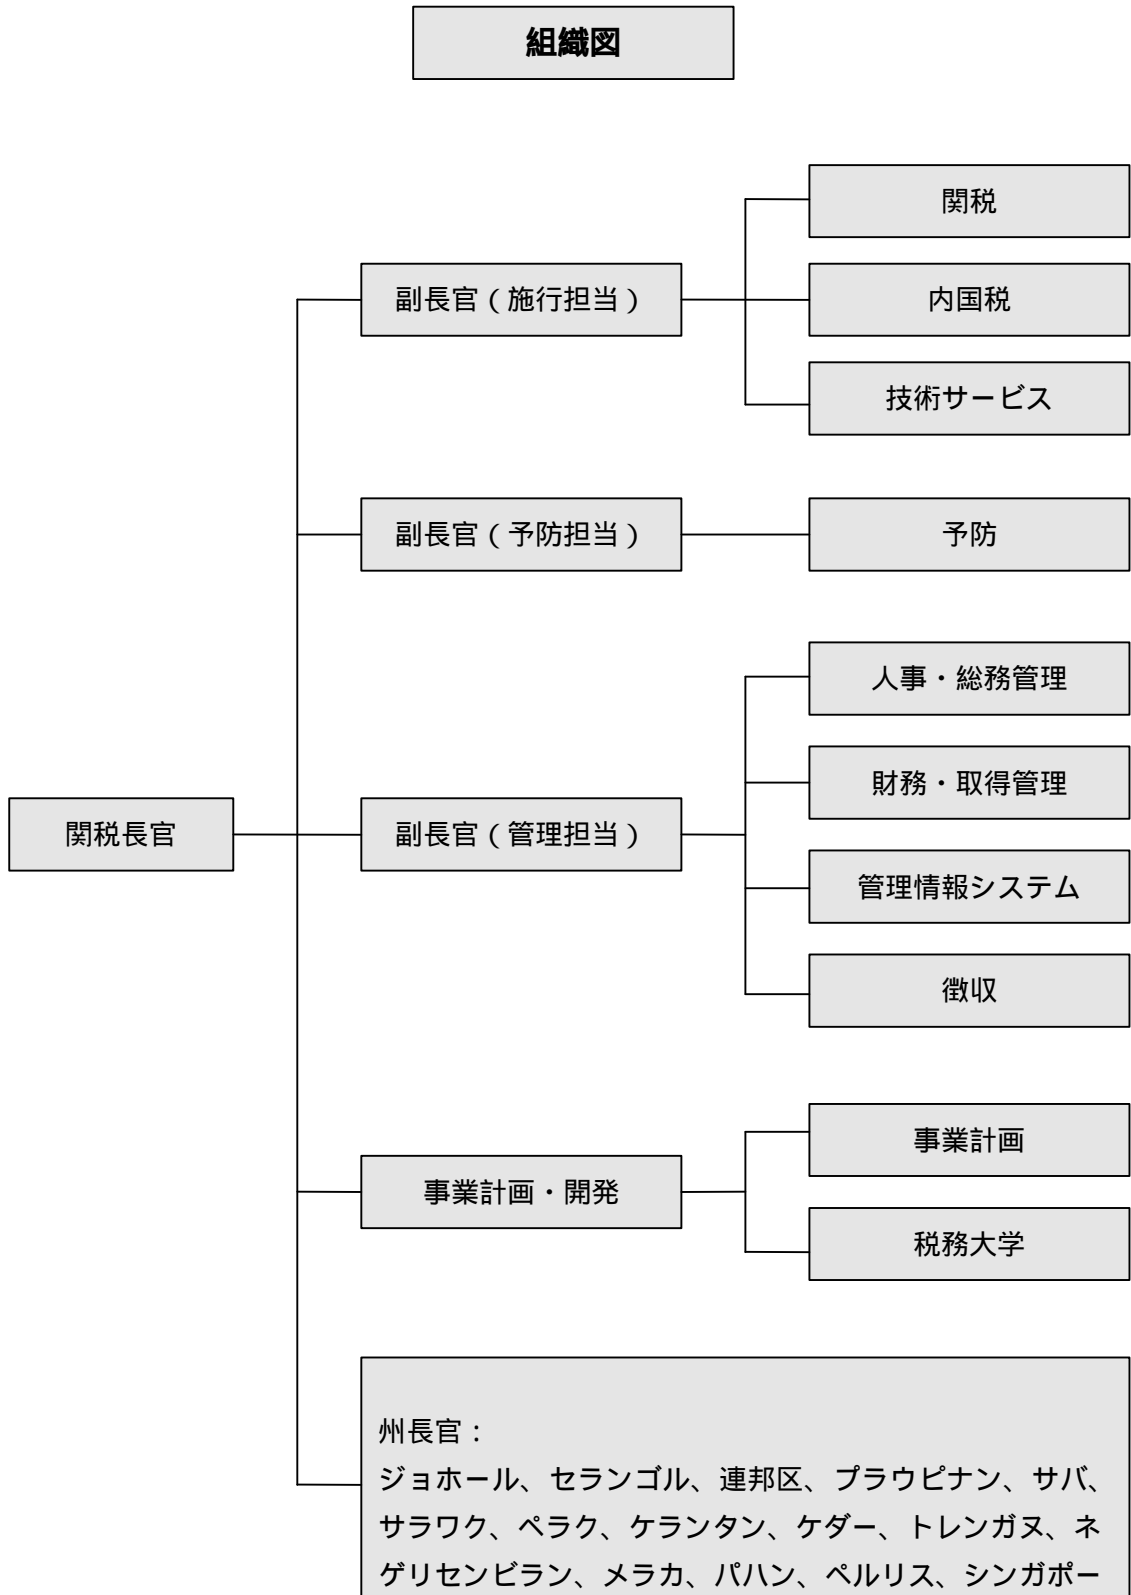 組織図
関税
副長官(施行担当)
内国税
技術サービス
副長官(予防担当)
予防
人事・総務管理
財務・取得管理
関税長官
副長官(管理担当)
管理情報システム
徴収
事業計画
事業計画・開発
税務大学
州長官:
ジョホール、セランゴル、連邦区、プラウピナン、サバ、
サラワク、ペラク、ケランタン、ケダー、トレンガヌ、ネ
ゲリセンビラン、メラカ、パハン、ペルリス、シンガポー